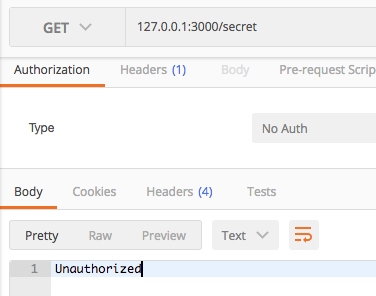 GET 127.0.0.1:3000/secret
Authorization Headers (1) Body Pre-request Scrip
Type No Auth
Body Cookies Headers (4) Tests
Pretty Raw Preview Text
1 Unauthorized